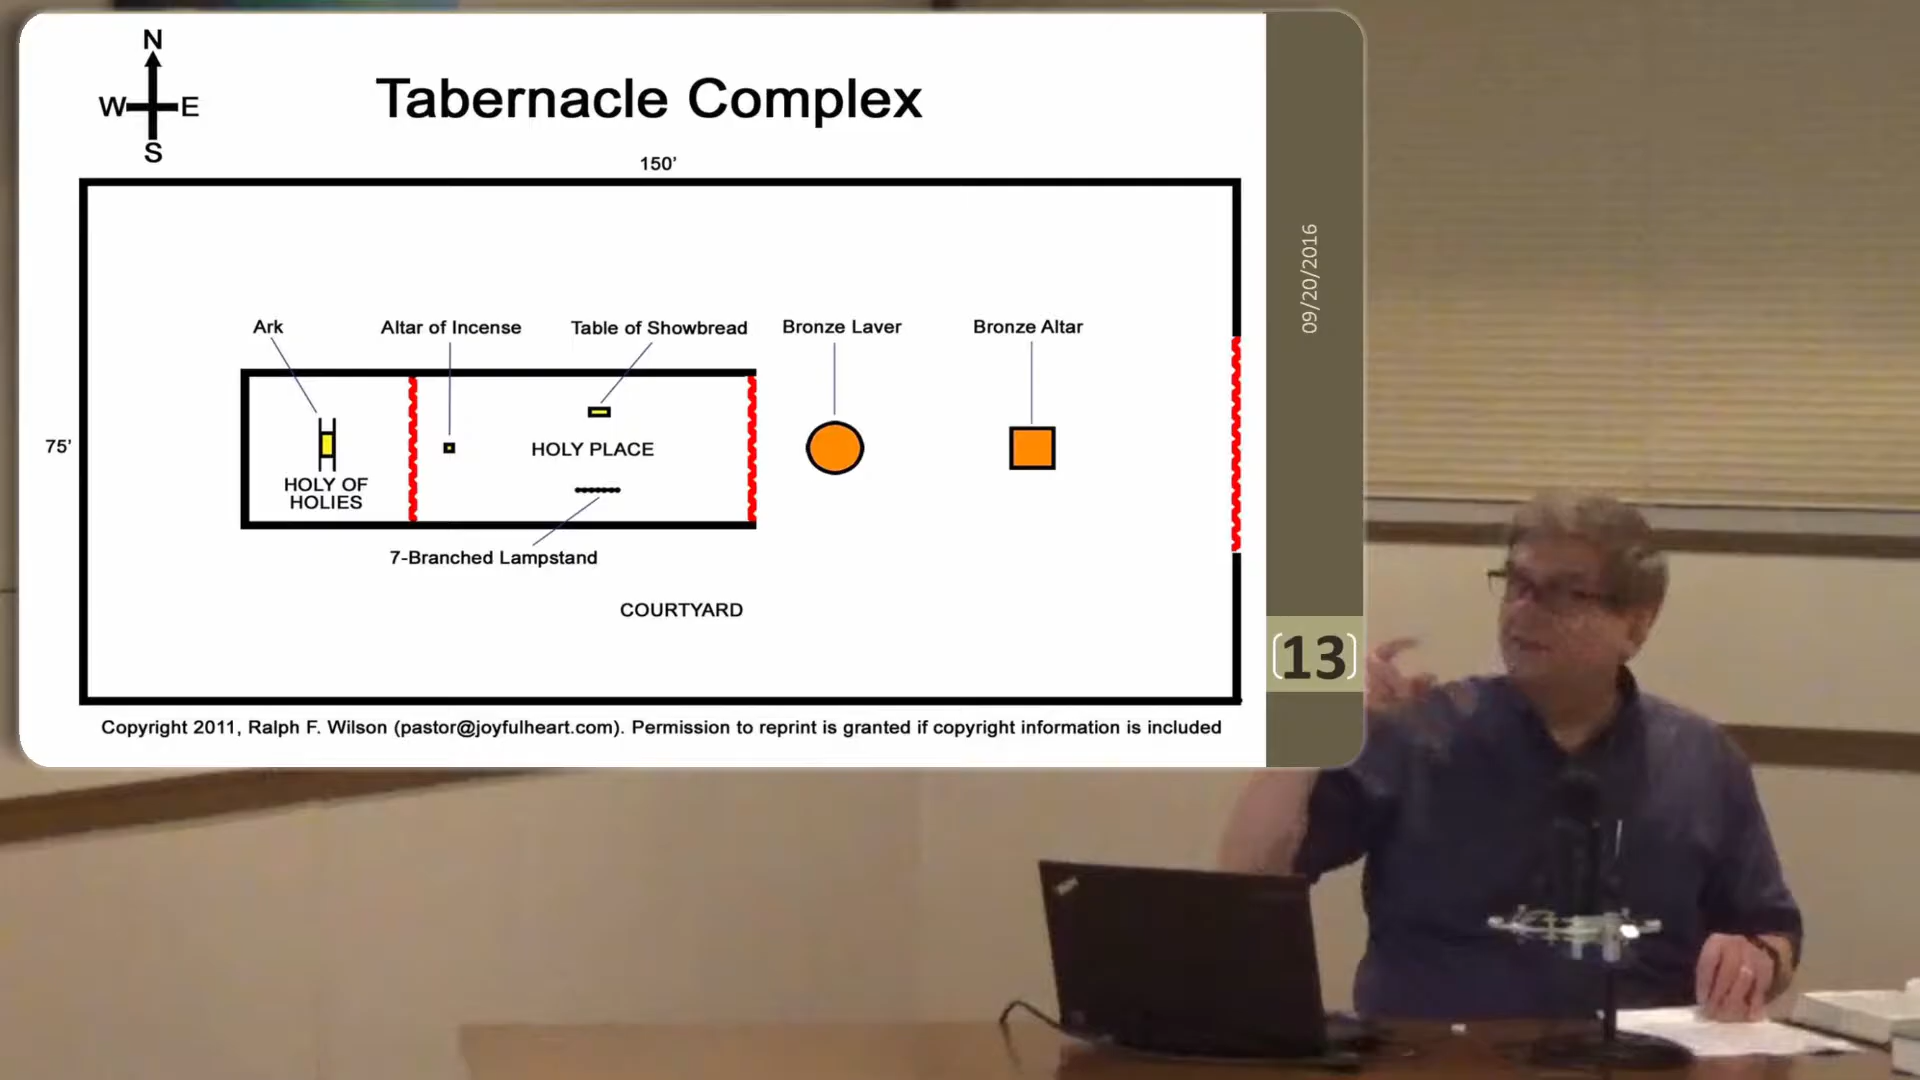 N
W E
S
Tabernacle Complex
150’
75’
Ark
Altar of Incense
Table of Showbread
Bronze Laver
Bronze Altar
HOLY OF
HOLIES
HOLY PLACE
7-Branched Lampstand
COURTYARD
Copyright 2011, Ralph F. Wilson (pastor@joyfulheart.com). Permission to reprint is granted if copyright information is included
09/20/2016
13